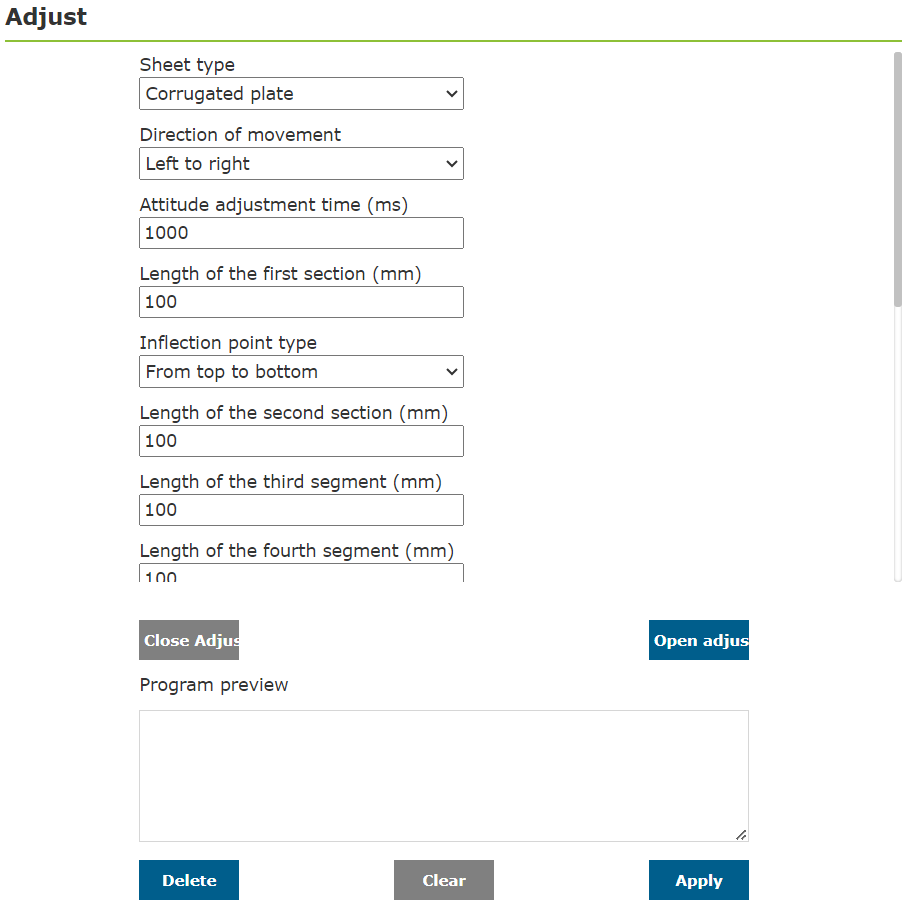 Adjust
Sheet type
Corrugated plate
Direction of movement
Left to right
Attitude adjustment time (ms)
1000
Length of the first section (mm)
100
Inflection point type
From top to bottom
Length of the second section (mm)
100
Length of the third segment (mm)
100
Length of the fourth segment (mm)
100
Close Adjus Open adjus
Program preview
Delete Clear Apply